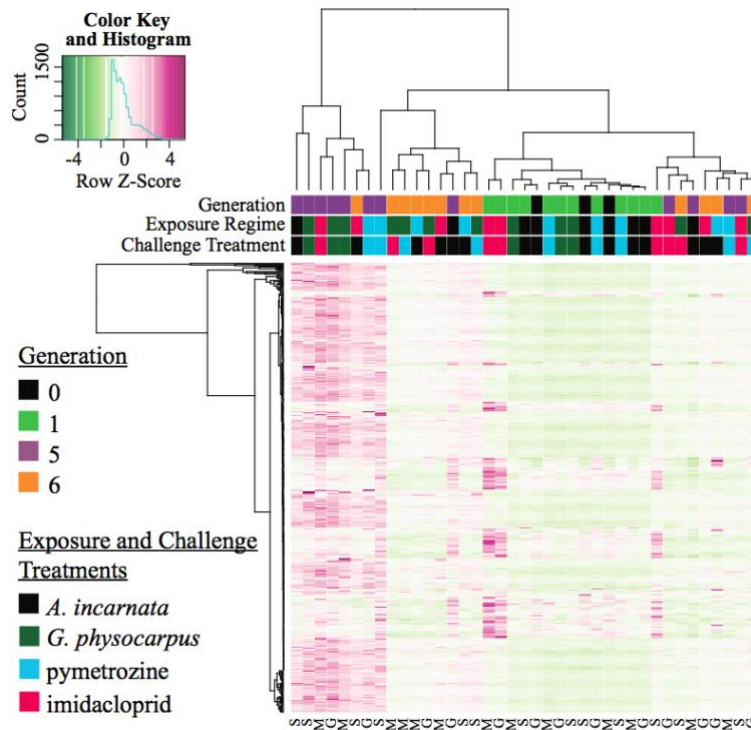 Color Key
and Histogram
Count
1500
0
-4 0 4
Row Z-Score
Generation
Exposure Regime
Challenge Treatment
Generation
0
1
5
6
Exposure and Challenge
Treatments
A. incarnata
G. physocarpus
pymetrozine
imidacloprid